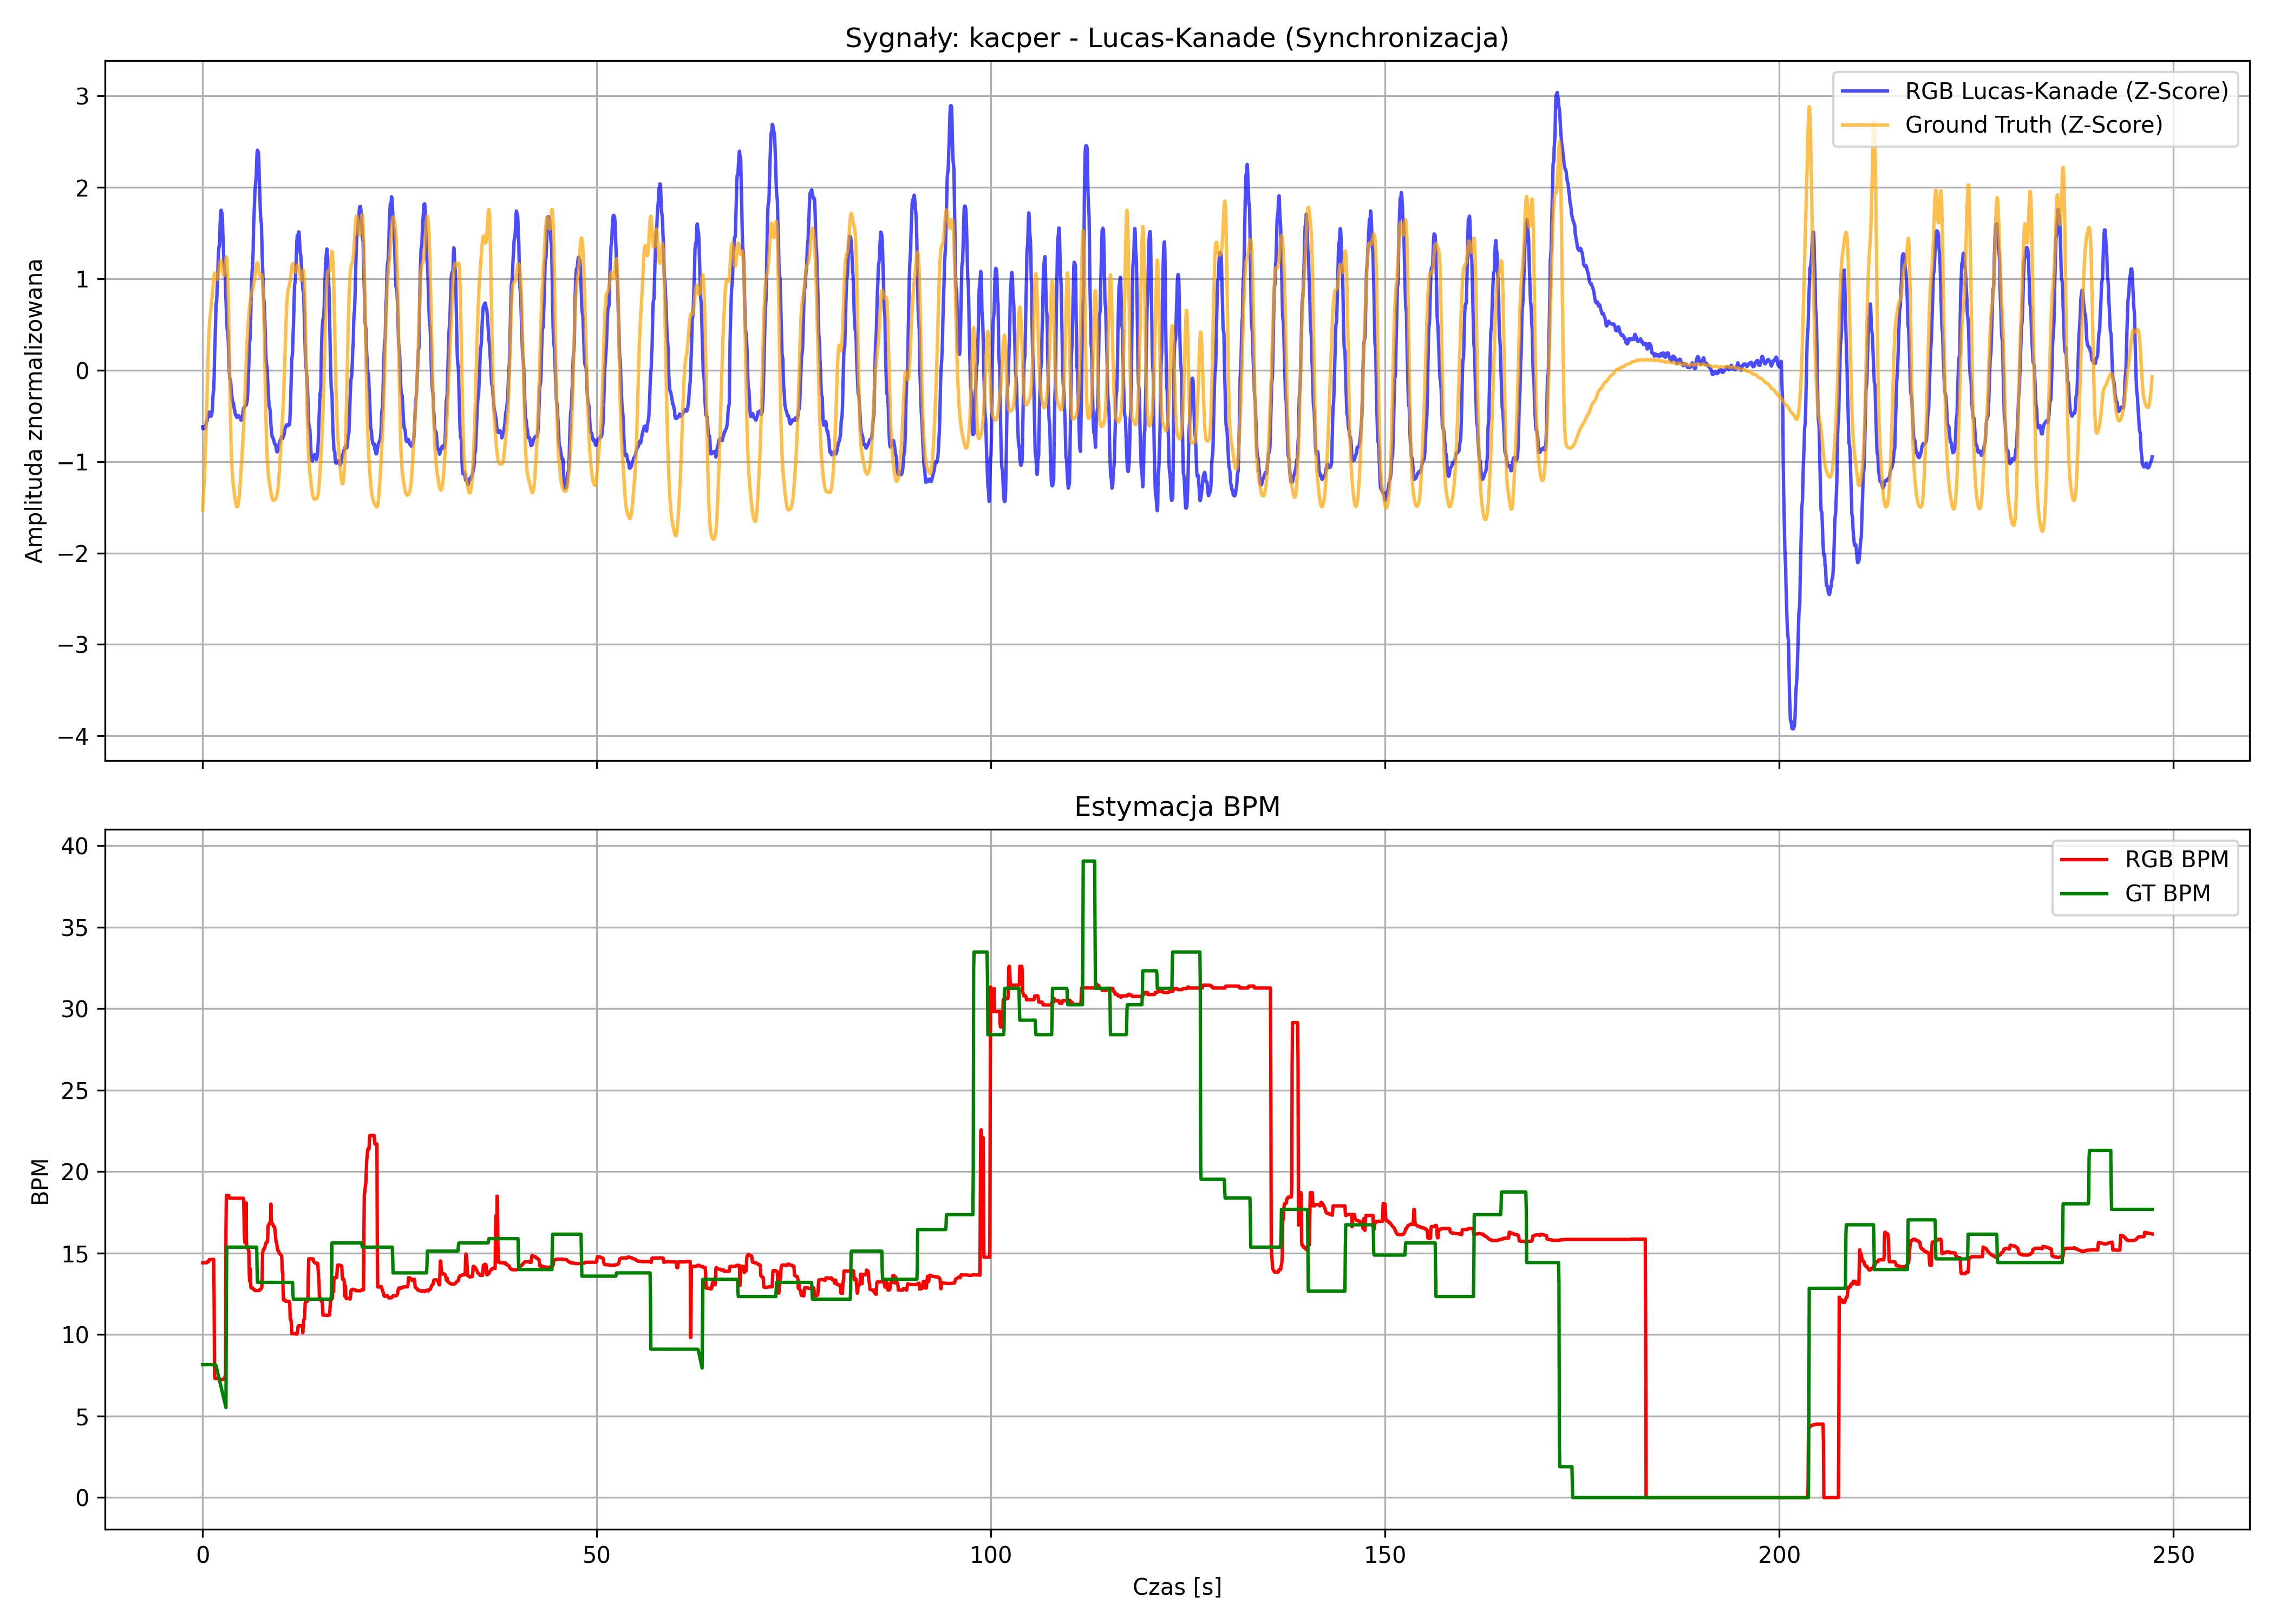 Sygnały: kacper - Lucas-Kanade (Synchronizacja)
RGB Lucas-Kanade (Z-Score)
Ground Truth (Z-Score)
Amplituda znormalizowana
3
2
1
0
−1
−2
−3
−4
Estymacja BPM
RGB BPM
GT BPM
BPM
40
35
30
25
20
15
10
5
0
0 50 100 150 200 250
Czas [s]